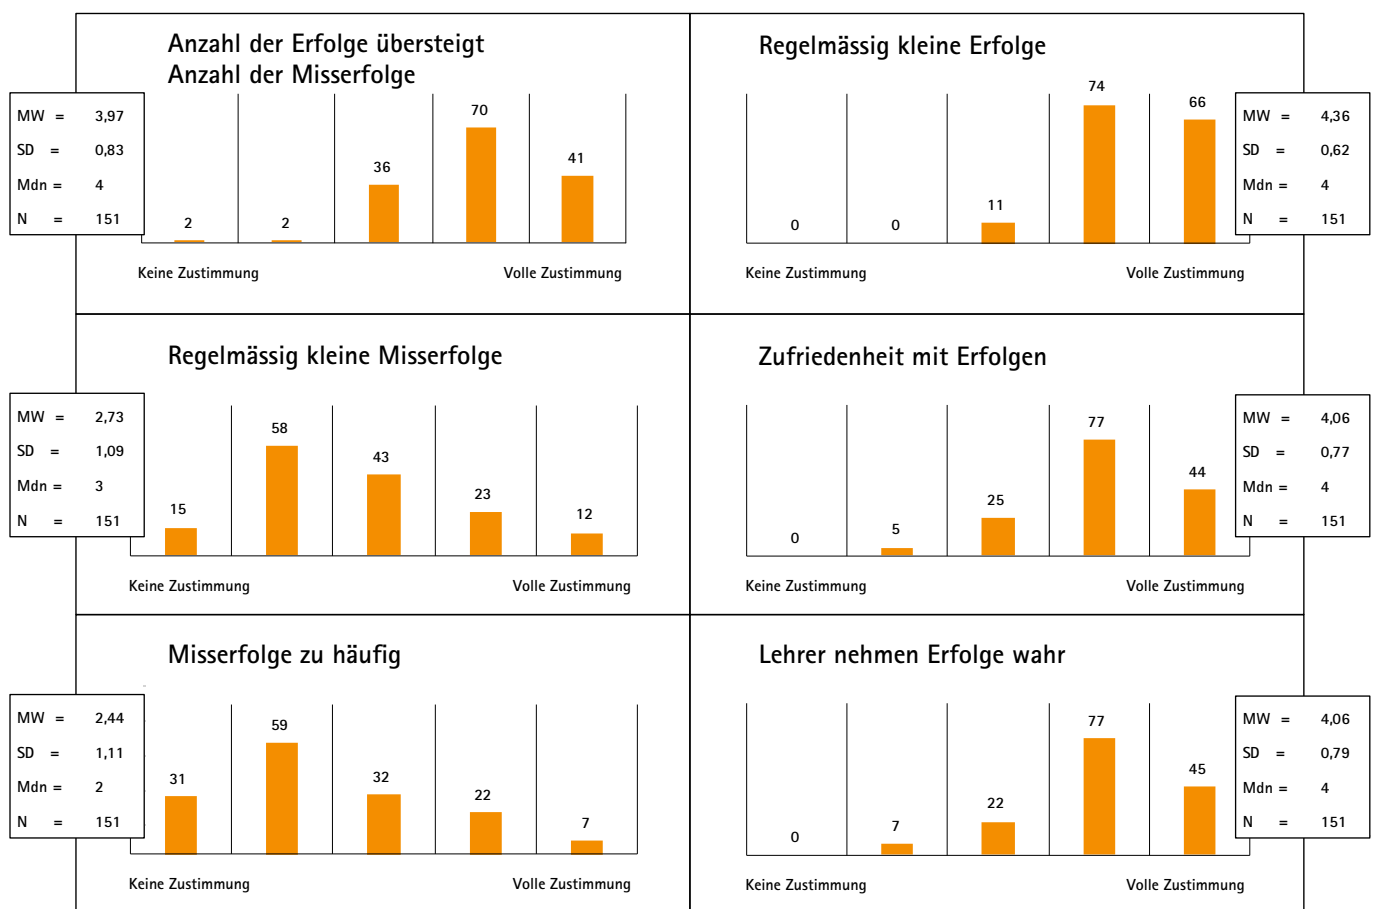 Anzahl der Erfolge übersteigt
Anzahl der Misserfolge
MW = 3,97
SD = 0,83
Mdn = 4
N = 151
2
2
36
70
41
Keine Zustimmung
Volle Zustimmung
Regelmässig kleine Erfolge
0
0
11
74
66
MW = 4,36
SD = 0,62
Mdn = 4
N = 151
Keine Zustimmung
Volle Zustimmung
Regelmässig kleine Misserfolge
MW = 2,73
SD = 1,09
Mdn = 3
N = 151
15
58
43
23
12
Keine Zustimmung
Volle Zustimmung
Zufriedenheit mit Erfolgen
0
5
25
77
44
MW = 4,06
SD = 0,77
Mdn = 4
N = 151
Keine Zustimmung
Volle Zustimmung
Misserfolge zu häufig
MW = 2,44
SD = 1,11
Mdn = 2
N = 151
31
59
32
22
7
Keine Zustimmung
Volle Zustimmung
Lehrer nehmen Erfolge wahr
0
7
22
77
45
MW = 4,06
SD = 0,79
Mdn = 4
N = 151
Keine Zustimmung
Volle Zustimmung